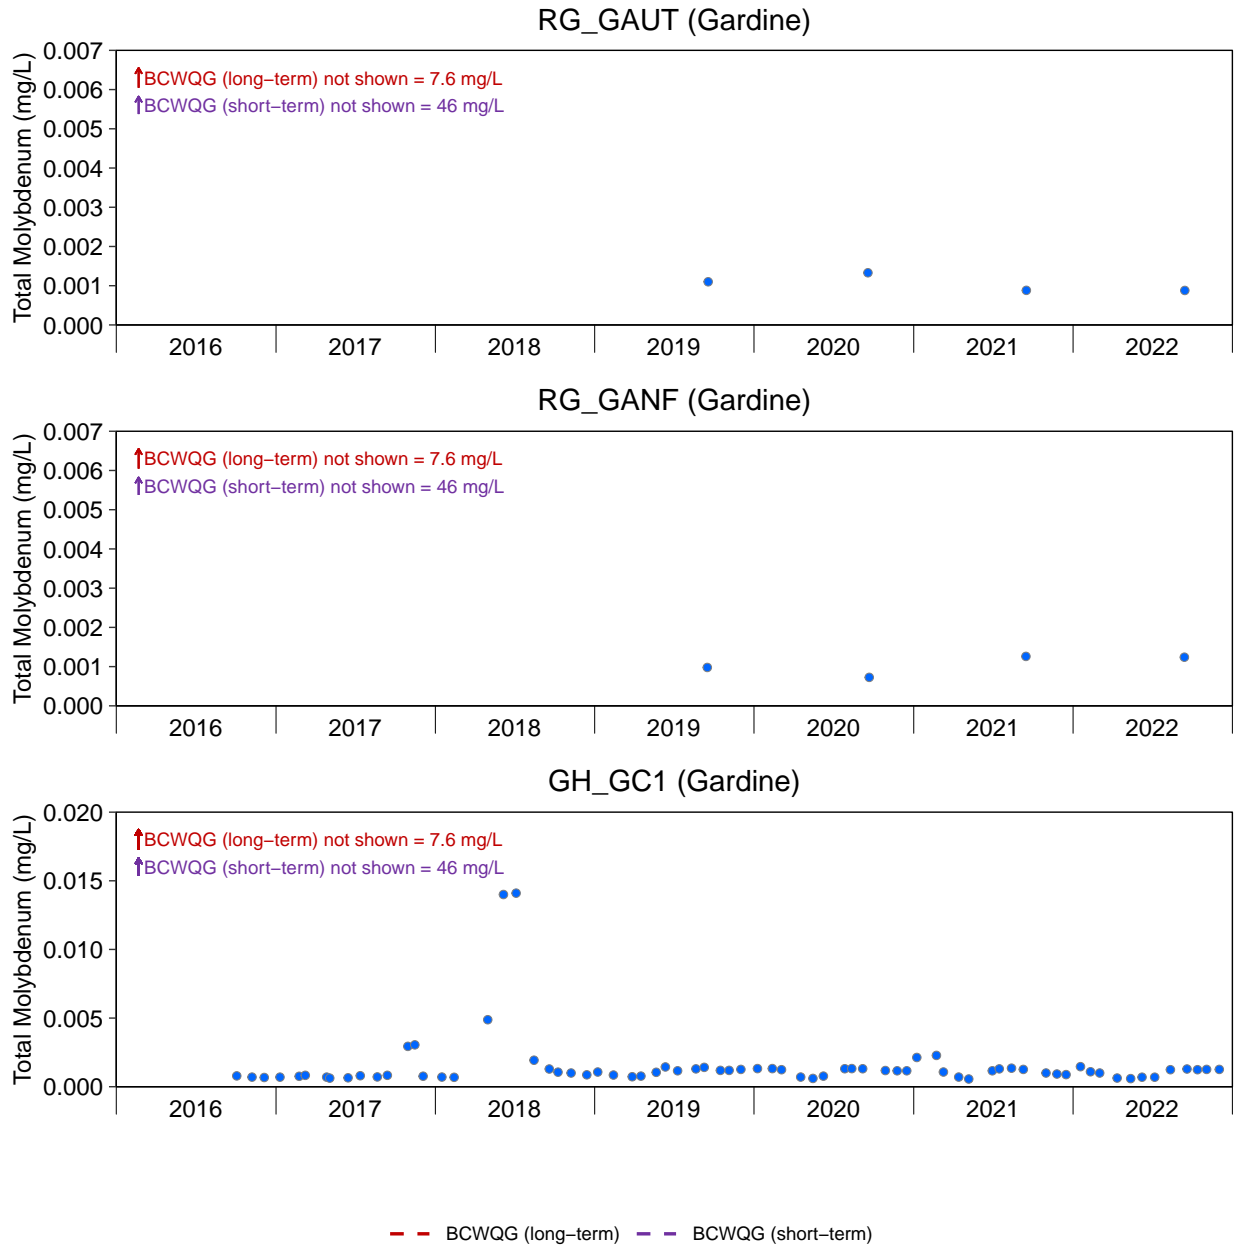 RG_GAUT (Gardine)
Total Molybdenum (mg/L)
0.007
0.006
0.005
0.004
0.003
0.002
0.001
0.000
BCWQG (long−term) not shown = 7.6 mg/L
BCWQG (short−term) not shown = 46 mg/L
2016 2017 2018 2019 2020 2021 2022
RG_GANF (Gardine)
Total Molybdenum (mg/L)
0.007
0.006
0.005
0.004
0.003
0.002
0.001
0.000
BCWQG (long−term) not shown = 7.6 mg/L
BCWQG (short−term) not shown = 46 mg/L
2016 2017 2018 2019 2020 2021 2022
GH_GC1 (Gardine)
Total Molybdenum (mg/L)
0.020
0.015
0.010
0.005
0.000
BCWQG (long−term) not shown = 7.6 mg/L
BCWQG (short−term) not shown = 46 mg/L
2016 2017 2018 2019 2020 2021 2022
BCWQG (long−term) BCWQG (short−term)